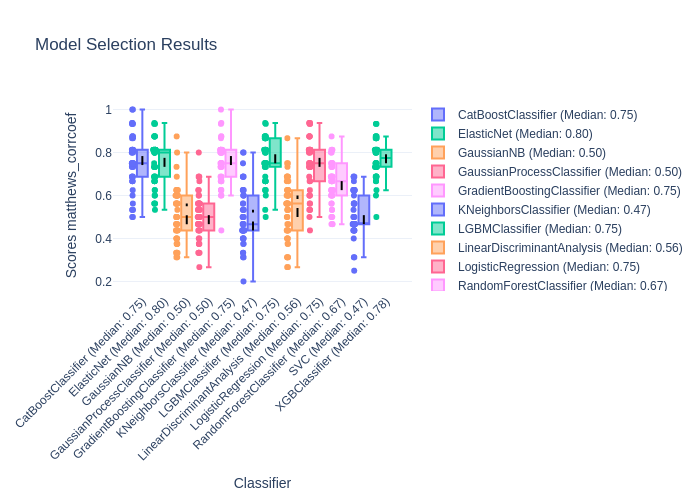 Model Selection Results
Scores matthews_corrcoef
1
0.8
0.6
0.4
0.2
CatBoostClassifier (Median: 0.75)
ElasticNet (Median: 0.80)
GaussianNB (Median: 0.50)
GaussianProcessClassifier (Median: 0.50)
GradientBoostingClassifier (Median: 0.75)
KNeighborsClassifier (Median: 0.47)
LGBMClassifier (Median: 0.75)
LinearDiscriminantAnalysis (Median: 0.56)
LogisticRegression (Median: 0.75)
RandomForestClassifier (Median: 0.67)
SVC (Median: 0.47)
XGBClassifier (Median: 0.78)
Classifier
CatBoostClassifier (Median: 0.75)
ElasticNet (Median: 0.80)
GaussianNB (Median: 0.50)
GaussianProcessClassifier (Median: 0.50)
GradientBoostingClassifier (Median: 0.75)
KNeighborsClassifier (Median: 0.47)
LGBMClassifier (Median: 0.75)
LinearDiscriminantAnalysis (Median: 0.56)
LogisticRegression (Median: 0.75)
RandomForestClassifier (Median: 0.67)